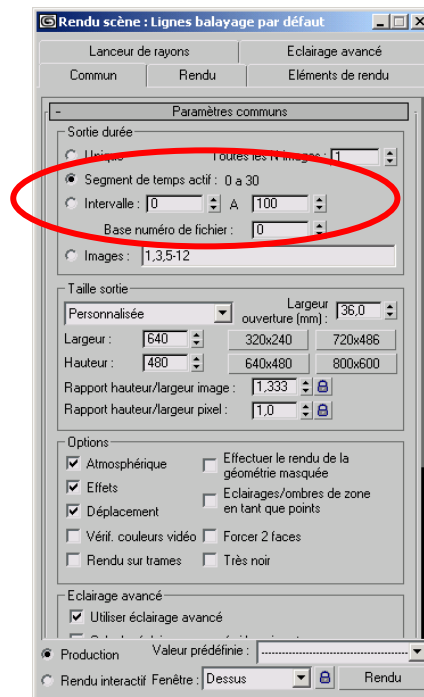 Rendu scène : Lignes balayage par défaut
Lanceur de rayons Eclairage avancé
Commun Rendu Eléments de rendu
- Paramètres communs
Sortie durée
Unique Toutes les N images : 1
Segment de temps actif : 0 a 30
Intervalle : 0 A 100
Base numéro de fichier : 0
Images : 1,3,5-12
Taille sortie
Personnalisée Largeur ouverture (mm) : 36,0
Largeur : 640 320x240 720x486
Hauteur : 480 640x480 800x600
Rapport hauteur/largeur image : 1,333
Rapport hauteur/largeur pixel : 1,0
Options
Atmosphérique Effectuer le rendu de la géométrie masquée
Effets
Déplacement Eclairages/ombres de zone en tant que points
Vérif. couleurs vidéo Forcer 2 faces
Rendu sur trames Très noir
Eclairage avancé
Utiliser éclairage avancé
Production Valeur prédéfinie : --------------------
Rendu interactif Fenêtre : Dessus Rendu